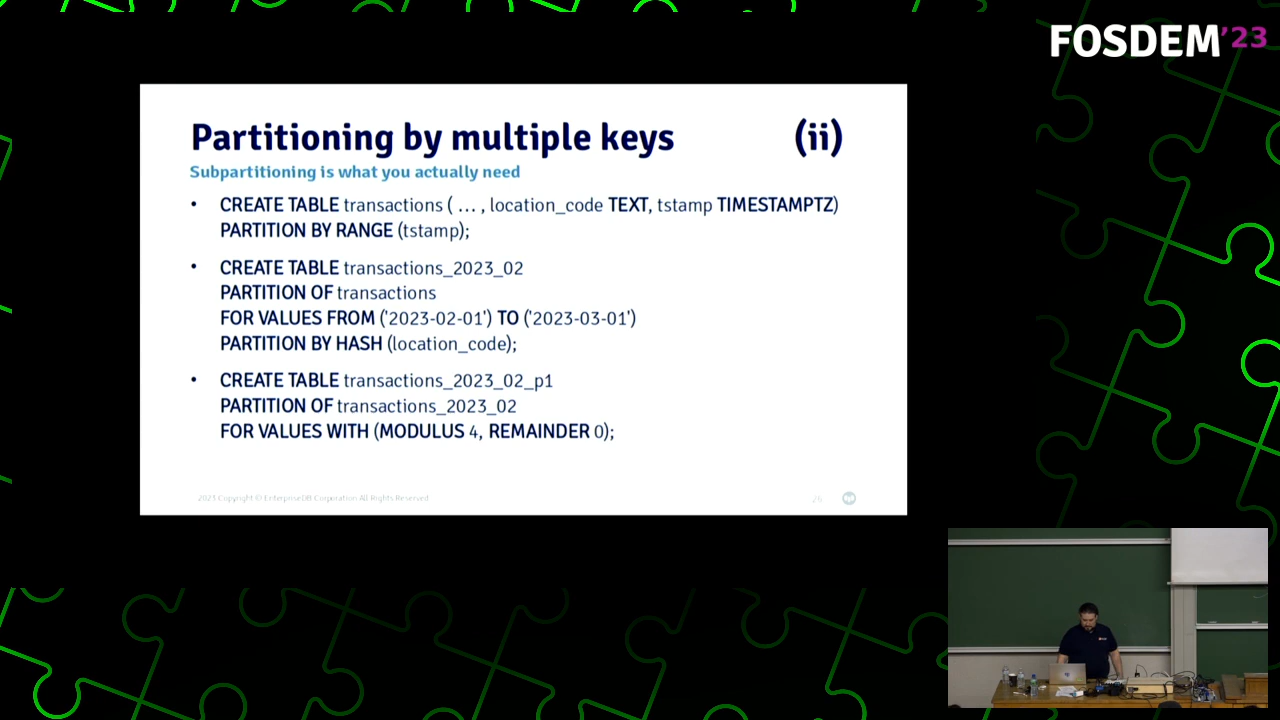 FOSDEM'23
Partitioning by multiple keys (ii)
Subpartitioning is what you actually need
• CREATE TABLE transactions ( … , location_code TEXT, tstamp TIMESTAMPTZ)
PARTITION BY RANGE (tstamp);
• CREATE TABLE transactions_2023_02
PARTITION OF transactions
FOR VALUES FROM ('2023-02-01') TO ('2023-03-01')
PARTITION BY HASH (location_code);
• CREATE TABLE transactions_2023_02_p1
PARTITION OF transactions_2023_02
FOR VALUES WITH (MODULUS 4, REMAINDER 0);
2023 Copyright © EnterpriseDB Corporation All Rights Reserved